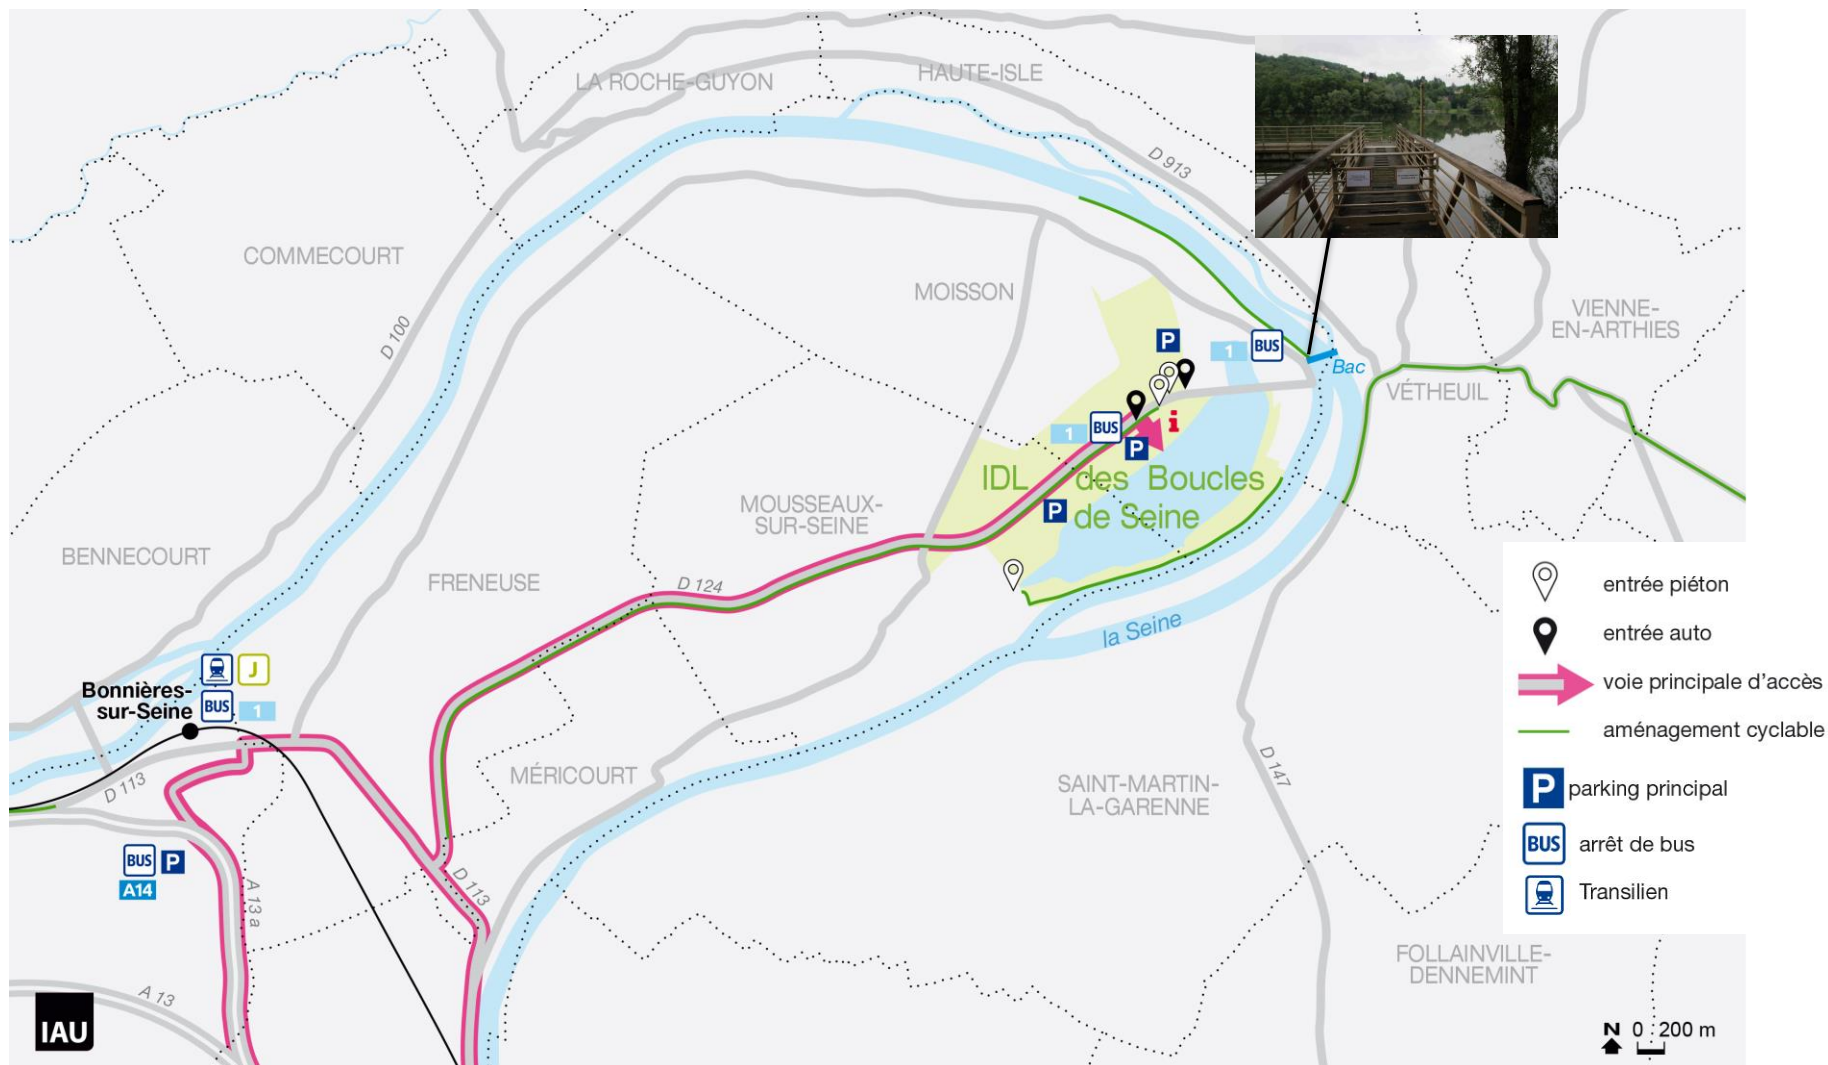 LA ROCHE-GUYON
HAUTE-ISLE
D 913
COMMECOURT
D 100
MOISSON
VIENNE-
EN-ARTHIES
P
1
BUS
Bac
VÉTHEUIL
i
1
BUS
P
IDL des Boucles
de Seine
P
MOUSSEAUX-
SUR-SEINE
BENNECOURT
FRENEUSE
D 124
la Seine
J
Bonnières-
sur-Seine
BUS
1
D 113
MÉRICOURT
SAINT-MARTIN-
LA-GARENNE
D 147
BUS
P
A14
A 13 a
D 113
A 13
FOLLAINVILLE-
DENNEMINT
IAU
entrée piéton
entrée auto
voie principale d'accès
aménagement cyclable
P parking principal
BUS arrêt de bus
Transilien
N 0 200 m